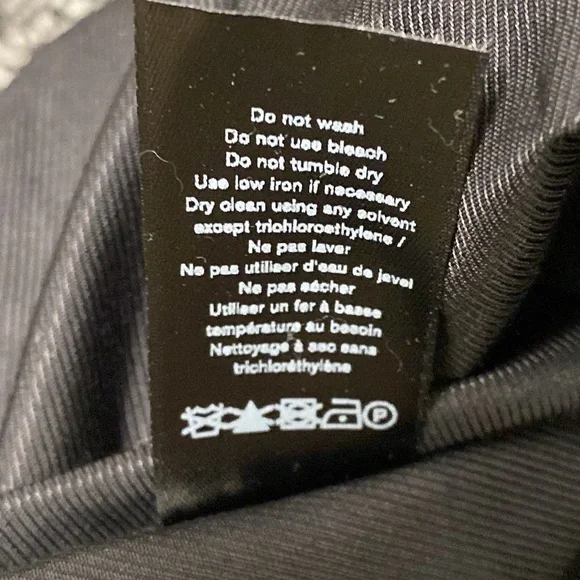 Do not wash
Do not use bleach
Do not tumble dry
Use low iron if necessary
Dry clean using any solvent
except trichloroethylene /
Ne pas laver
Ne pas utiliser d'eau de javel
Ne pas sécher
Utiliser un fer à basse
température au besoin
Nettoyage à sec sans
trichloréthylène
P